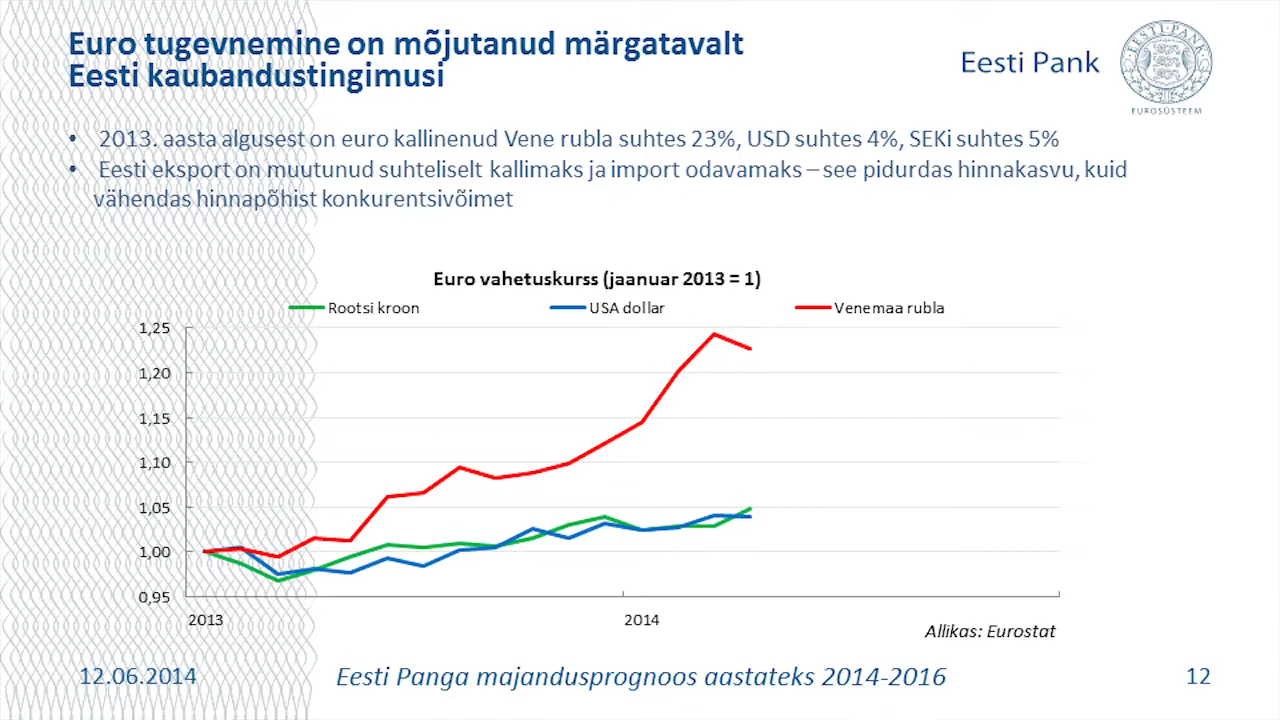 Euro tugevnemine on mõjutanud märgatavalt
Eesti kaubandustingimusi
Eesti Pank
EESTI PANK
EUROSÜSTEEM
• 2013. aasta algusest on euro kallinenud Vene rubla suhtes 23%, USD suhtes 4%, SEKi suhtes 5%
• Eesti eksport on muutunud suhteliselt kallimaks ja import odavamaks – see pidurdas hinnakasvu, kuid
vähendas hinnapõhist konkurentsivõimet
Euro vahetuskurss (jaanuar 2013 = 1)
Rootsi kroon USA dollar Venemaa rubla
1,25
1,20
1,15
1,10
1,05
1,00
0,95
2013 2014
Allikas: Eurostat
12.06.2014 Eesti Panga majandusprognoos aastateks 2014-2016 12